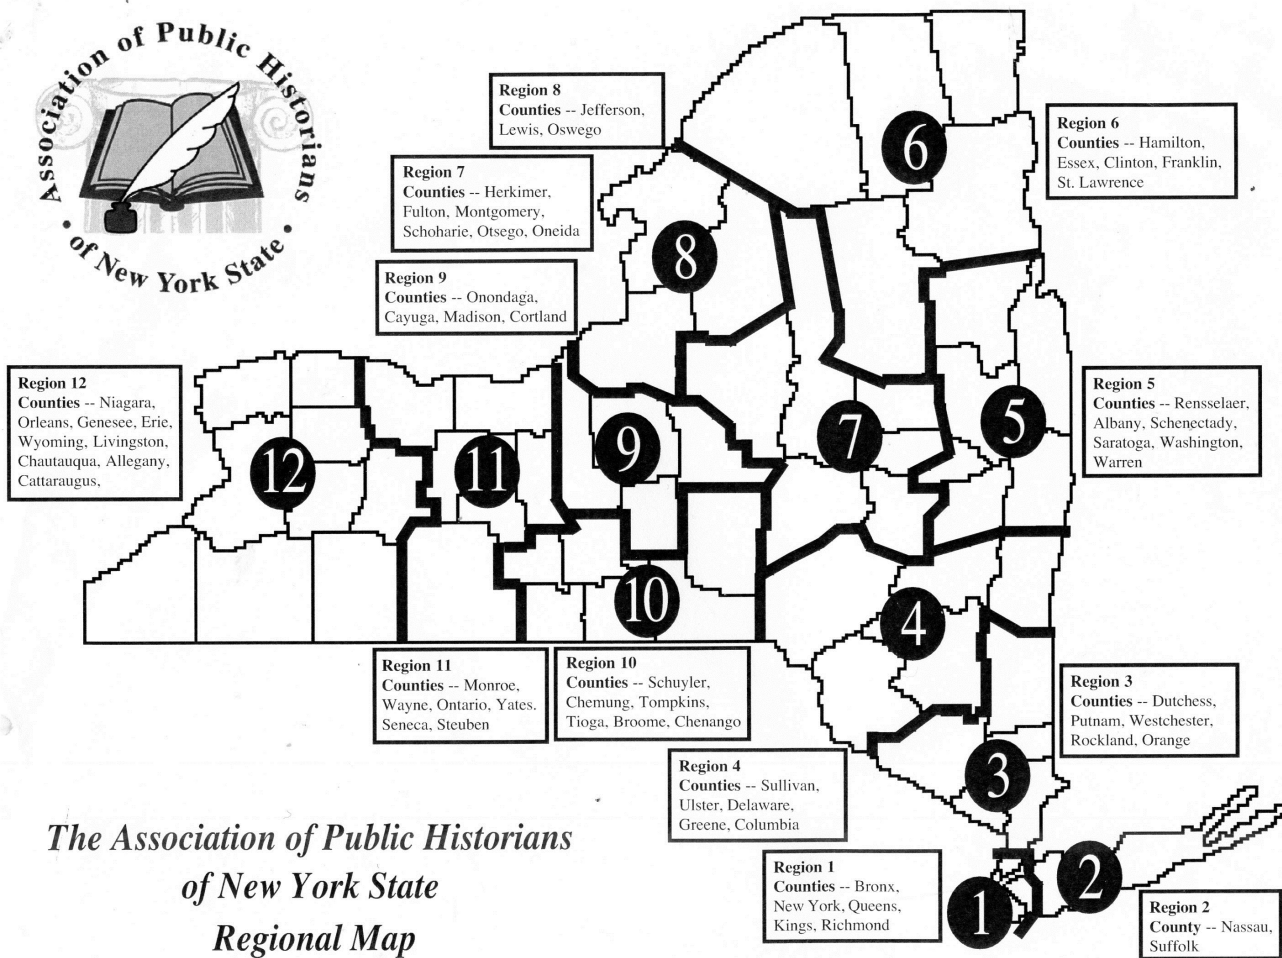 Association of Public Historians
• of New York State •
Region 8
Counties -- Jefferson,
Lewis, Oswego
Region 6
Counties -- Hamilton,
Essex, Clinton, Franklin,
St. Lawrence
Region 7
Counties -- Herkimer,
Fulton, Montgomery,
Schoharie, Otsego, Oneida
Region 9
Counties -- Onondaga,
Cayuga, Madison, Cortland
Region 12
Counties -- Niagara,
Orleans, Genesee, Erie,
Wyoming, Livingston,
Chautauqua, Allegany,
Cattaraugus,
Region 5
Counties -- Rensselaer,
Albany, Schenectady,
Saratoga, Washington,
Warren
6
8
5
7
9
11
12
10
4
3
2
1
Region 11
Counties -- Monroe,
Wayne, Ontario, Yates.
Seneca, Steuben
Region 10
Counties -- Schuyler,
Chemung, Tompkins,
Tioga, Broome, Chenango
Region 3
Counties -- Dutchess,
Putnam, Westchester,
Rockland, Orange
Region 4
Counties -- Sullivan,
Ulster, Delaware,
Greene, Columbia
Region 1
Counties -- Bronx,
New York, Queens,
Kings, Richmond
Region 2
County -- Nassau,
Suffolk
The Association of Public Historians
of New York State
Regional Map